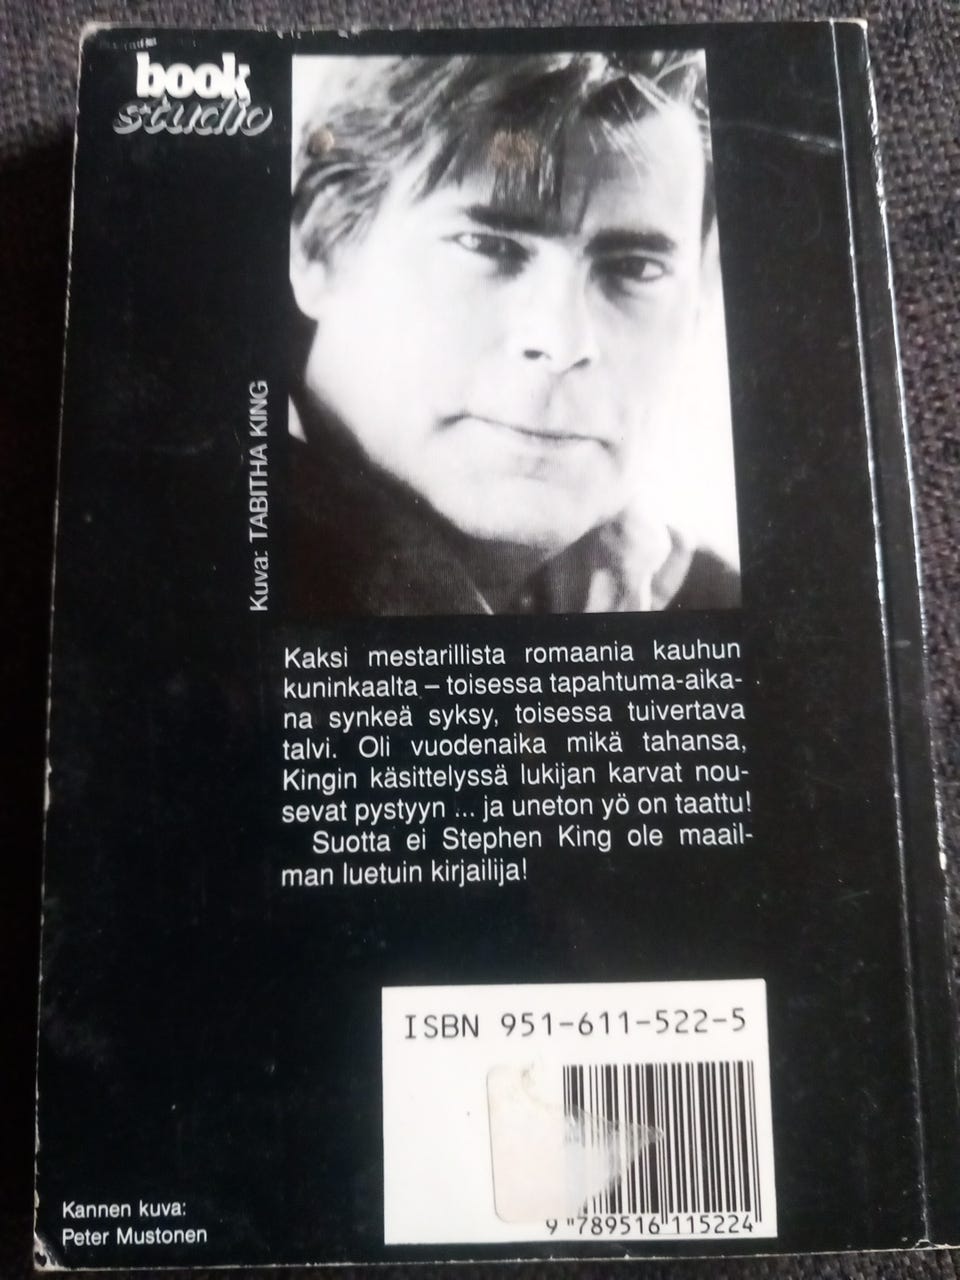 book
studio
Kuva: TABITHA KING
Kaksi mestarillista romaania kauhun
kuninkaalta – toisessa tapahtuma-aika-
na synkeä syksy, toisessa tuivertava
talvi. Oli vuodenaika mikä tahansa,
Kingin käsittelyssä lukijan karvat nou-
sevat pystyyn ... ja uneton yö on taattu!
Suotta ei Stephen King ole maail-
man luetuin kirjailija!
ISBN 951-611-522-5
9 789516 115224
Kannen kuva:
Peter Mustonen